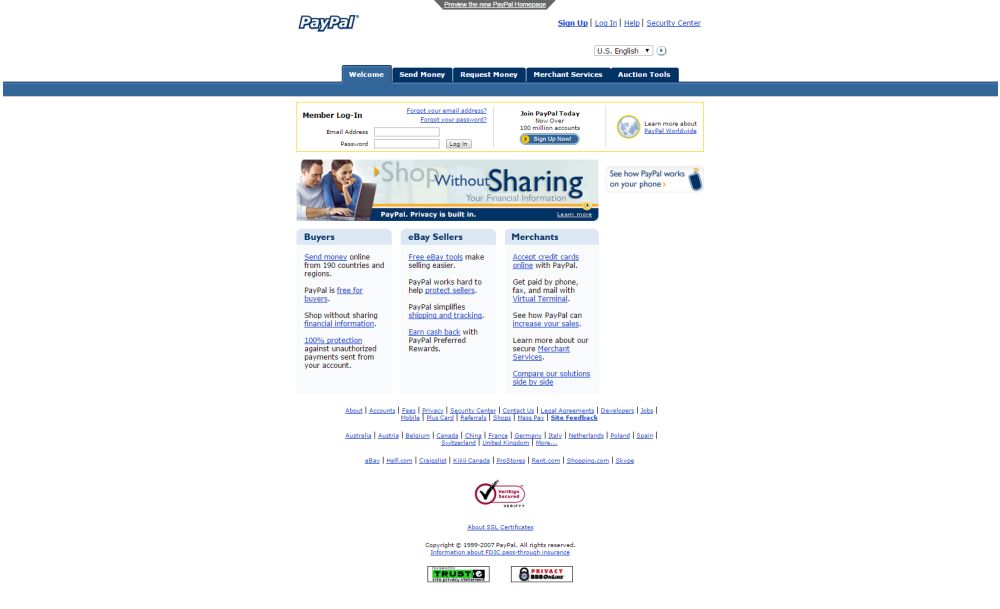 Preview the new PayPal Homepage
PayPal®
Sign Up | Log In | Help | Security Center
U.S. English
Welcome
Send Money
Request Money
Merchant Services
Auction Tools
Member Log-In
Forgot your email address?
Forgot your password?
Email Address
Password
Log In
Join PayPal Today
Now Over
100 million accounts
Sign Up Now!
Learn more about
PayPal Worldwide
Shop Without Sharing
Your Financial Information
PayPal. Privacy is built in.
Learn more
See how PayPal works
on your phone
Buyers
Send money online
from 190 countries and
regions.
PayPal is free for
buyers.
Shop without sharing
financial information.
100% protection
against unauthorized
payments sent from
your account.
eBay Sellers
Free eBay tools make
selling easier.
PayPal works hard to
help protect sellers.
PayPal simplifies
shipping and tracking.
Earn cash back with
PayPal Preferred
Rewards.
Merchants
Accept credit cards
online with PayPal.
Get paid by phone,
fax, and mail with
Virtual Terminal.
See how PayPal can
increase your sales.
Learn more about our
secure Merchant
Services.
Compare our solutions
side by side
About | Accounts | Fees | Privacy | Security Center | Contact Us | Legal Agreements | Developers | Jobs |
Mobile | Plus Card | Referrals | Shops | Mass Pay | Site Feedback
Australia | Austria | Belgium | Canada | China | France | Germany | Italy | Netherlands | Poland | Spain |
Switzerland | United Kingdom | More...
eBay | Half.com | Craigslist | Kijiji Canada | ProStores | Rent.com | Shopping.com | Skype
VeriSign
Secured
VERIFY
About SSL Certificates
Copyright © 1999-2007 PayPal. All rights reserved.
Information about FDIC pass-through insurance
TRUSTe
site privacy statement
PRIVACY
BBBOnLine